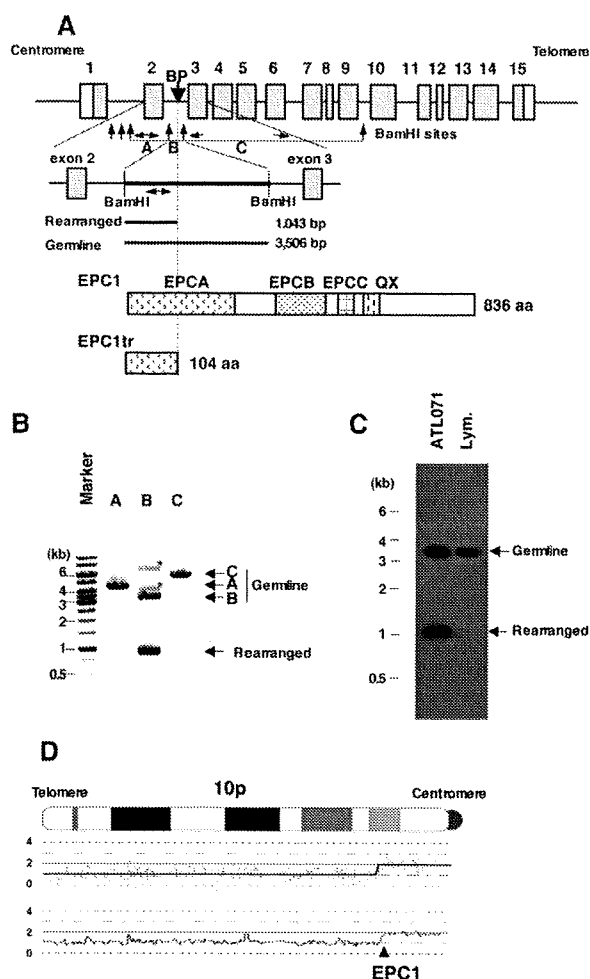 A
Centromere
Telomere
1 2 BP 3 4 5 6 7 8 9 10 11 12 13 14 15
BamHI sites
A B C
exon 2
exon 3
BamHI
BamHI
Rearranged
1,043 bp
Germline
3,506 bp
EPC1
EPCA EPCB EPCC QX
836 aa
EPC1tr
104 aa
B
Marker
A B C
(kb)
6
4
3
2
1
0.5
C
A
B
Germline
Rearranged
C
ATL071
Lym.
(kb)
6
4
3
2
1
0.5
Germline
Rearranged
D
Telomere
10p
Centromere
4
2
0
4
2
0
EPC1